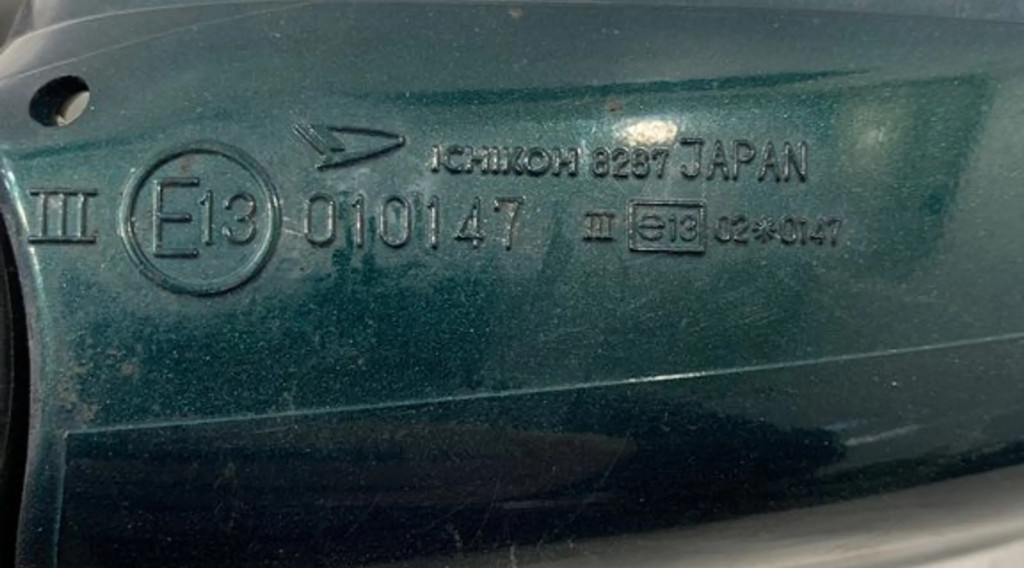 ICHIKOH 8287 JAPAN
III E13 010147 III e13 02*0147